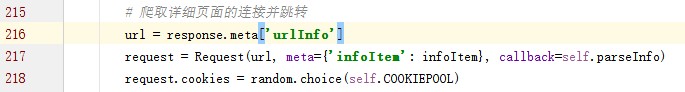 215 # 爬取详细页面的连接并跳转
216 url = response.meta['urlInfo']
217 request = Request(url, meta={'infoItem': infoItem}, callback=self.parseInfo)
218 request.cookies = random.choice(self.COOKIEPOOL)